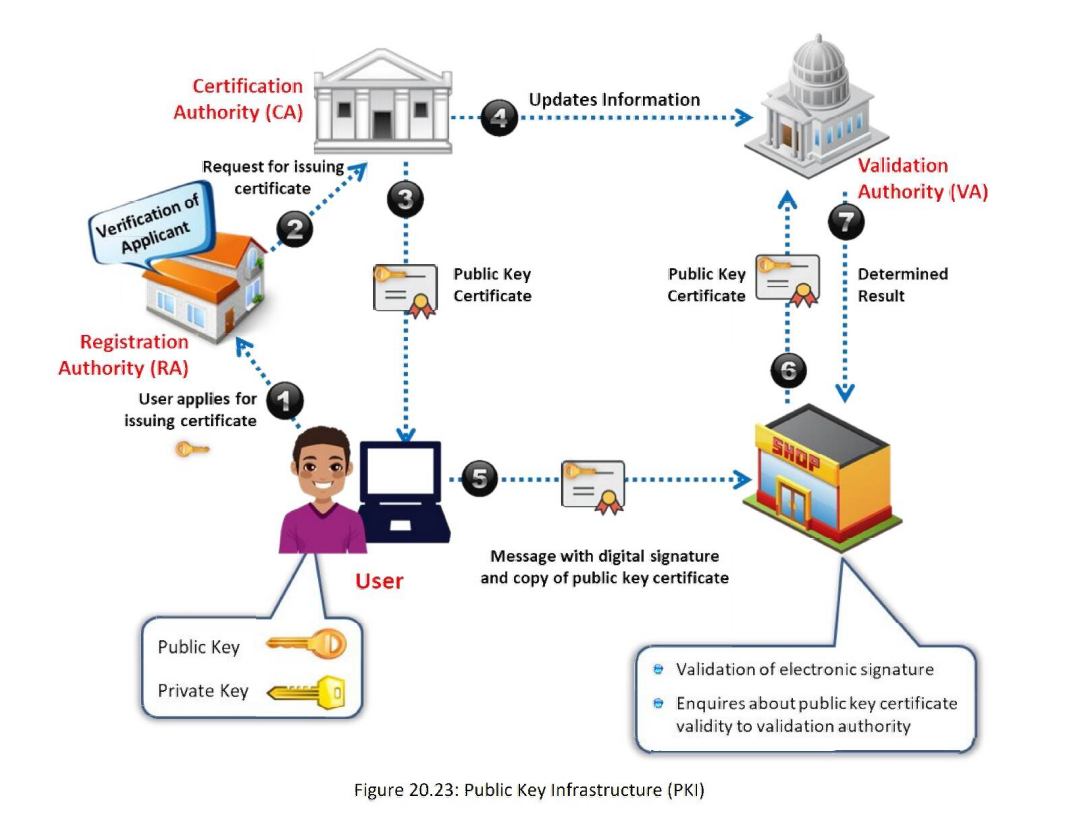 Certification
Authority (CA)
4
Updates Information
Validation
Authority (VA)
Request for issuing
certificate
2
3
7
Verification of
Applicant
Public Key
Certificate
Public Key
Certificate
Determined
Result
Registration
Authority (RA)
6
User applies for
issuing certificate
1
SHOP
5
Message with digital signature
and copy of public key certificate
User
Public Key
Private Key
Validation of electronic signature
Enquires about public key certificate
validity to validation authority
Figure 20.23: Public Key Infrastructure (PKI)